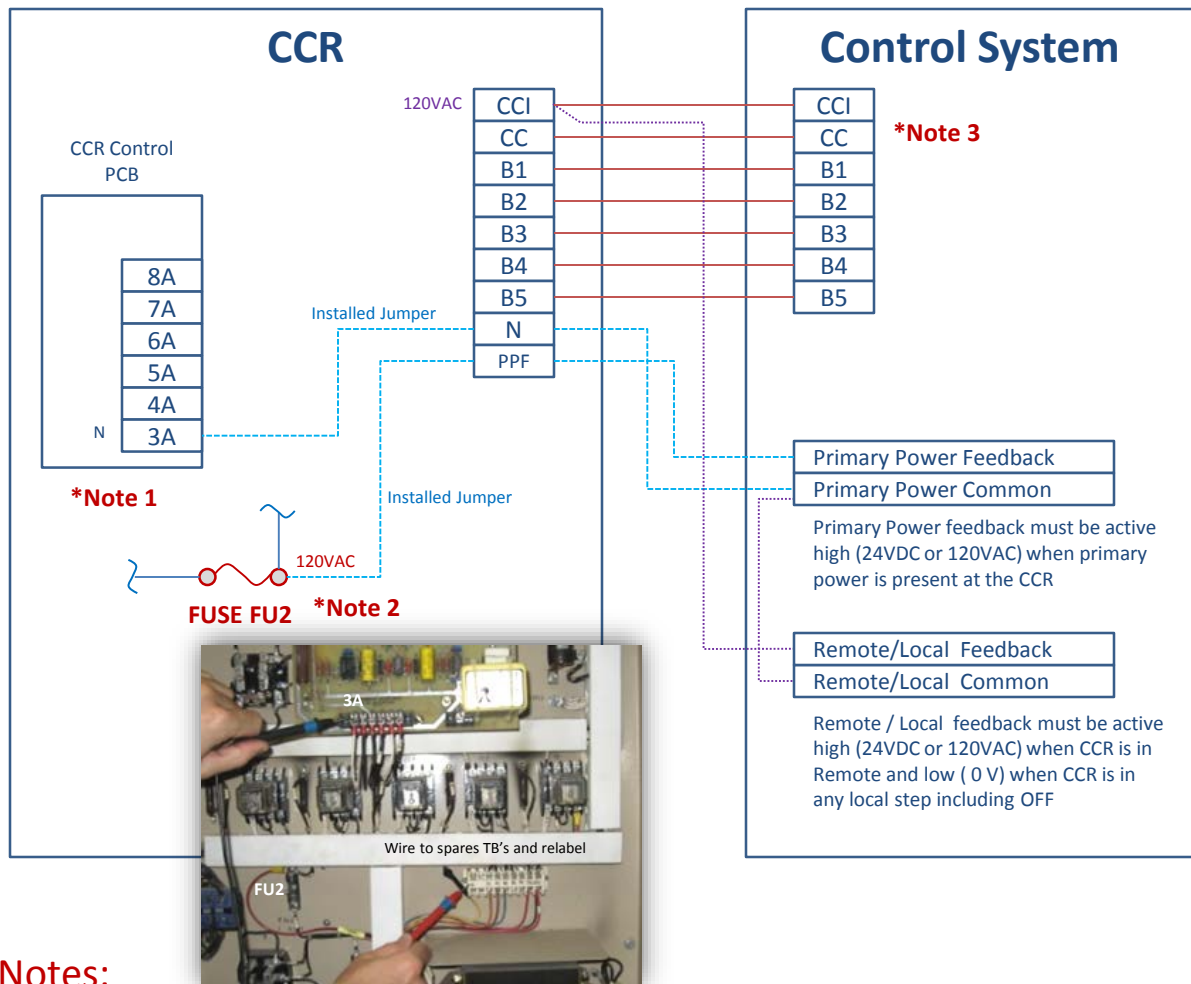 CCR
Control System
120VAC
CCI
CC
B1
B2
B3
B4
B5
N
PPF
CCI
CC
B1
B2
B3
B4
B5
*Note 3
CCR Control
PCB
8A
7A
6A
5A
4A
N 3A
*Note 1
Installed Jumper
Installed Jumper
120VAC
FUSE FU2
*Note 2
Primary Power Feedback
Primary Power Common
Primary Power feedback must be active
high (24VDC or 120VAC) when primary
power is present at the CCR
Remote/Local Feedback
Remote/Local Common
Remote / Local feedback must be active
high (24VDC or 120VAC) when CCR is in
Remote and low ( 0 V) when CCR is in
any local step including OFF
3A
Wire to spares TB's and relabel
FU2
Notes: